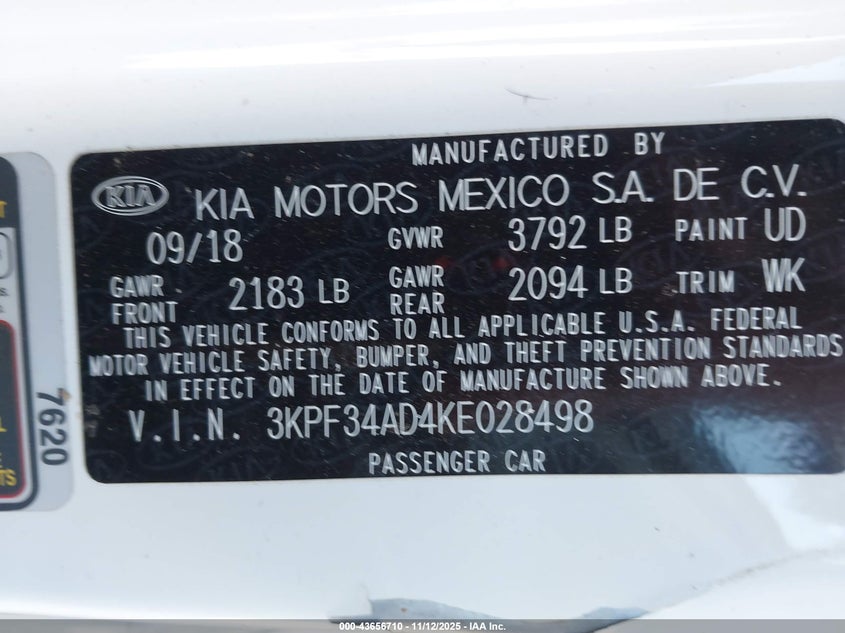 MANUFACTURED BY
KIA KIA MOTORS MEXICO S.A. DE C.V.
09/18 GVWR 3792 LB PAINT UD
GAWR FRONT 2183 LB GAWR REAR 2094 LB TRIM WK
THIS VEHICLE CONFORMS TO ALL APPLICABLE U.S.A. FEDERAL
MOTOR VEHICLE SAFETY, BUMPER, AND THEFT PREVENTION STANDARDS
IN EFFECT ON THE DATE OF MANUFACTURE SHOWN ABOVE.
V.I.N. 3KPF34AD4KE028498
PASSENGER CAR
7620
000-43656710 - 11/12/2025 - IAA Inc.